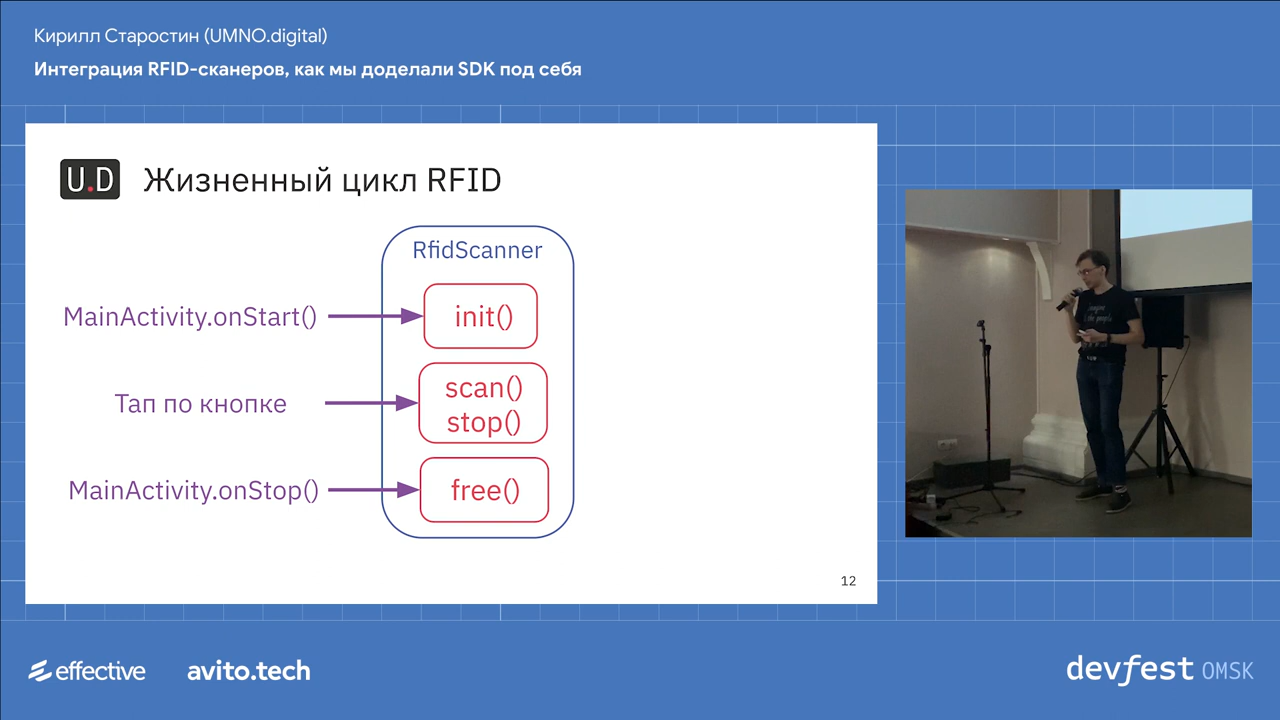 Кирилл Старостин (UMNO.digital)
Интеграция RFID-сканеров, как мы доделали SDK под себя
U.D Жизненный цикл RFID
RfidScanner
MainActivity.onStart()
init()
Тап по кнопке
scan()
stop()
MainActivity.onStop()
free()
12
effective
avito.tech
devfest OMSK